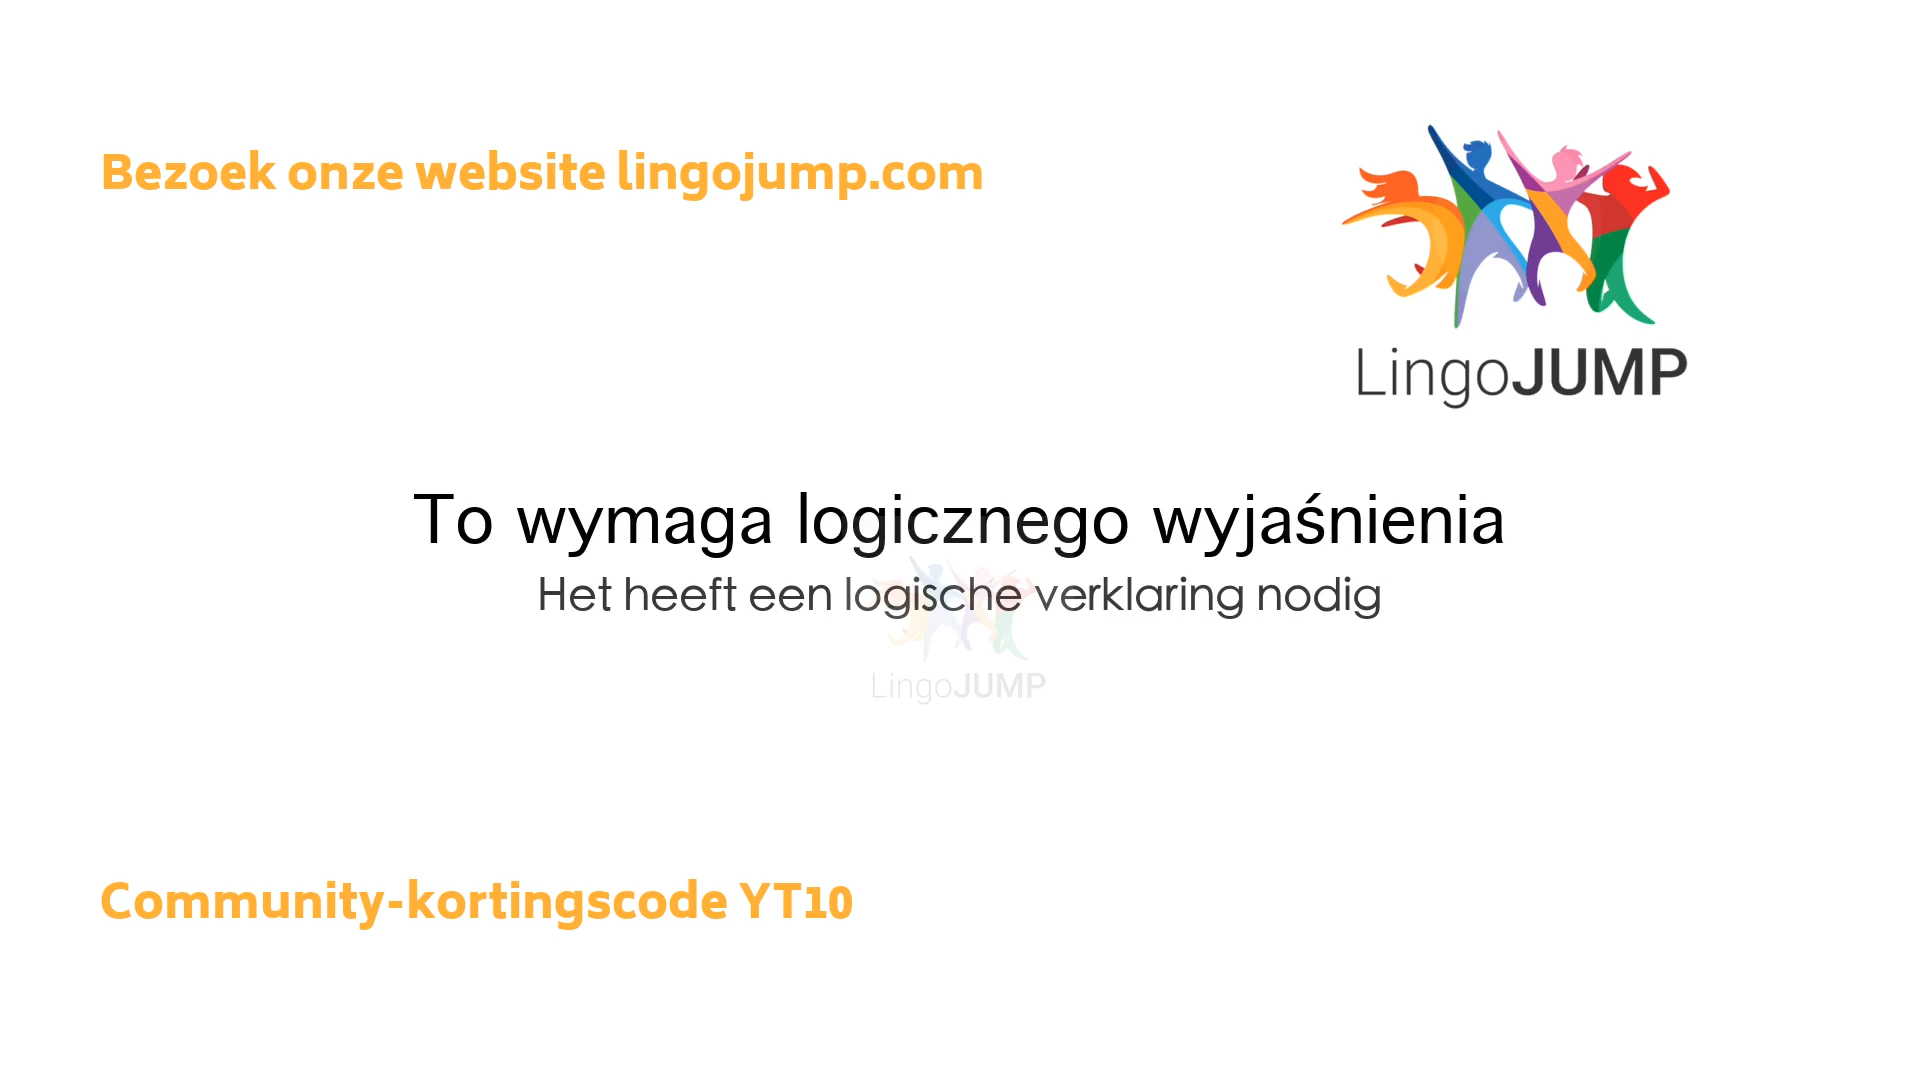 Bezoek onze website lingojump.com
LingoJUMP
To wymaga logicznego wyjaśnienia
Het heeft een logische verklaring nodig
LingoJUMP
Community-kortingscode YT10